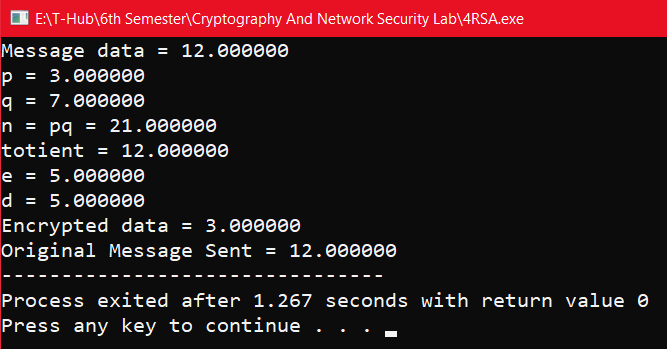 E:\T-Hub\6th Semester\Cryptography And Network Security Lab\4RSA.exe
Message data = 12.000000
p = 3.000000
q = 7.000000
n = pq = 21.000000
totient = 12.000000
e = 5.000000
d = 5.000000
Encrypted data = 3.000000
Original Message Sent = 12.000000
--------------------------------
Process exited after 1.267 seconds with return value 0
Press any key to continue . . .